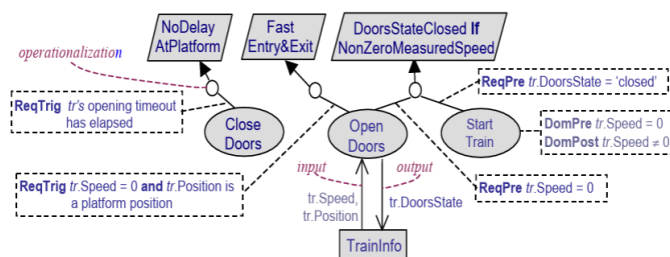 NoDelay
AtPlatform
Fast
Entry&Exit
DoorsStateClosed If
NonZeroMeasuredSpeed
operationalization
ReqTrig tr's opening timeout
has elapsed
ReqPre tr.DoorsState = 'closed'
Close
Doors
Open
Doors
Start
Train
DomPre tr.Speed = 0
DomPost tr.Speed ≠ 0
ReqTrig tr.Speed = 0 and tr.Position is
a platform position
input
output
ReqPre tr.Speed = 0
tr.Speed,
tr.Position
tr.DoorsState
TrainInfo